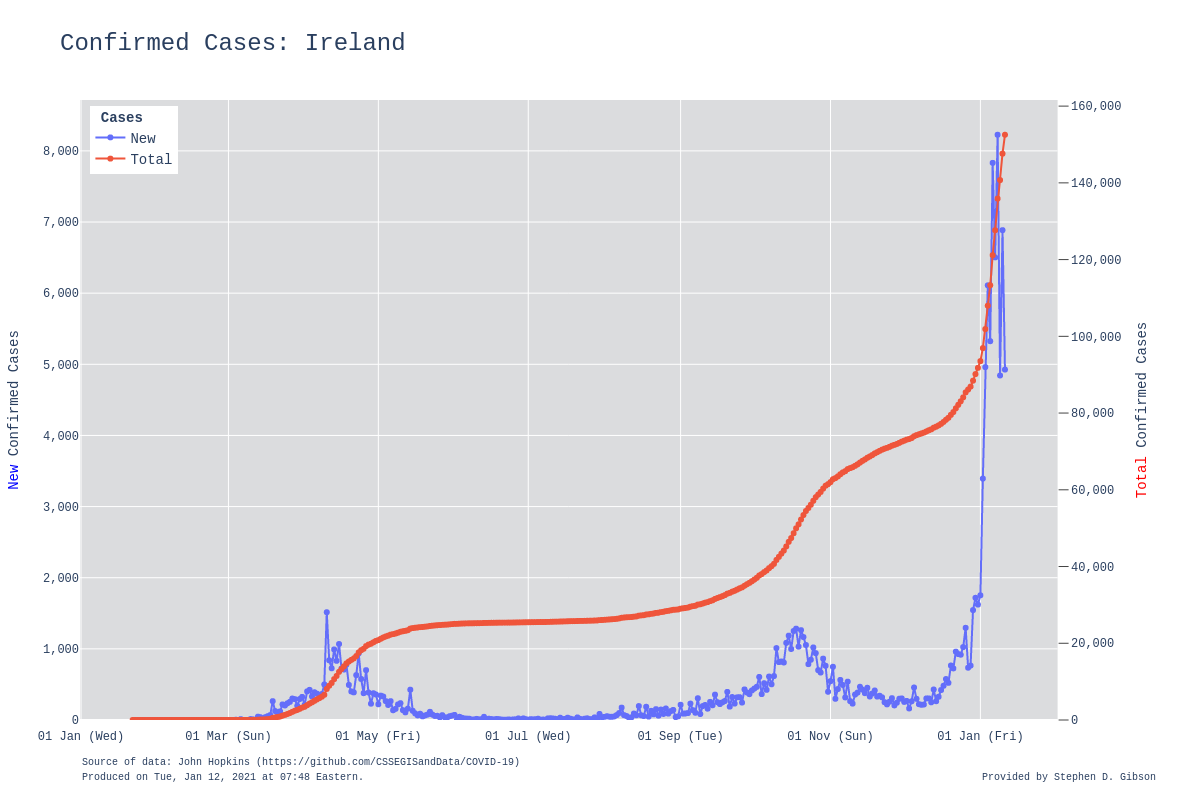 Confirmed Cases: Ireland
Cases
New
Total
8,000
7,000
6,000
5,000
4,000
3,000
2,000
1,000
0
New Confirmed Cases
160,000
140,000
120,000
100,000
80,000
60,000
40,000
20,000
0
Total Confirmed Cases
01 Jan (Wed) 01 Mar (Sun) 01 May (Fri) 01 Jul (Wed) 01 Sep (Tue) 01 Nov (Sun) 01 Jan (Fri)
Source of data: John Hopkins (https://github.com/CSSEGISandData/COVID-19)
Produced on Tue, Jan 12, 2021 at 07:48 Eastern.
Provided by Stephen D. Gibson